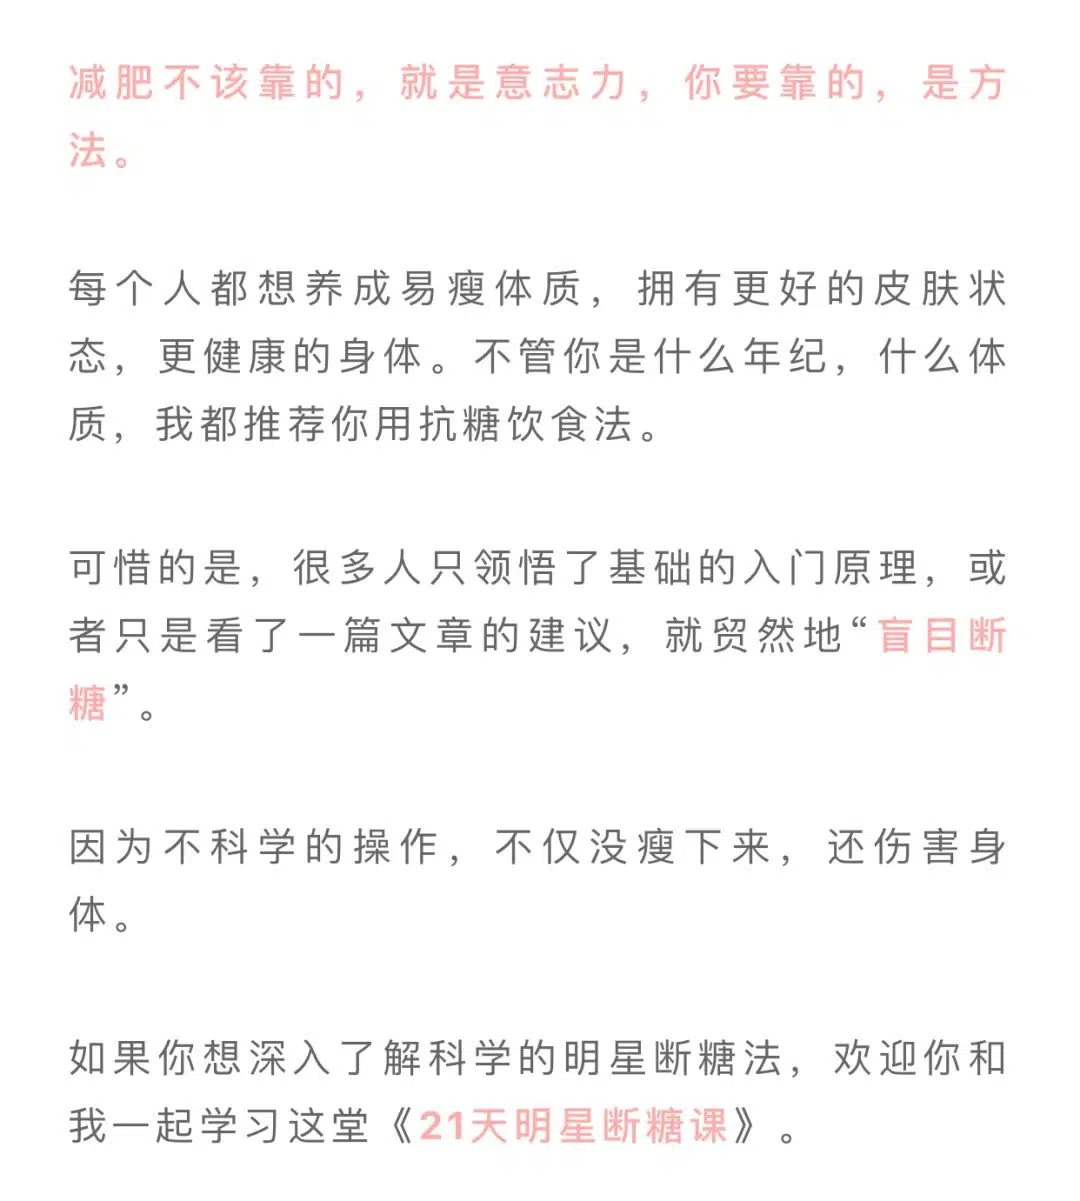 减肥不该靠的，就是意志力，你要靠的，是方
法。
每个人都想养成易瘦体质，拥有更好的皮肤状
态，更健康的身体。不管你是什么年纪，什么体
质，我都推荐你用抗糖饮食法。
可惜的是，很多人只领悟了基础的入门原理，或
者只是看了一篇文章的建议，就贸然地“盲目断
糖”。
因为不科学的操作，不仅没瘦下来，还伤害身
体。
如果你想深入了解科学的明星断糖法，欢迎你和
我一起学习这堂《21天明星断糖课》。